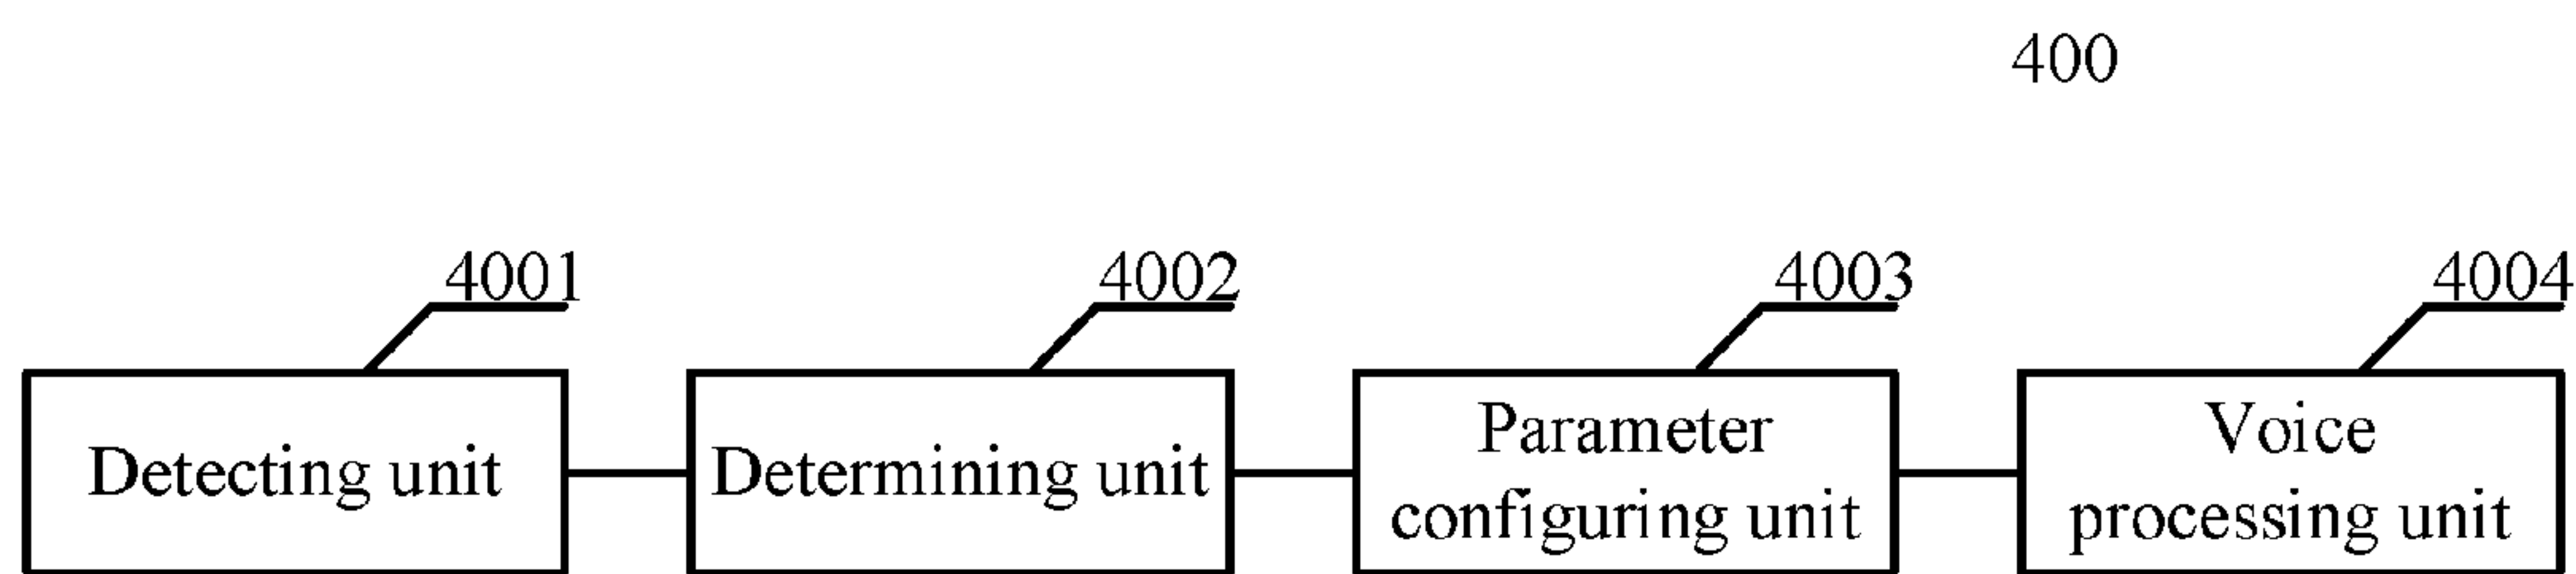 400
4001
4002
4003
4004
Detecting unit
Determining unit
Parameter
configuring unit
Voice
processing unit